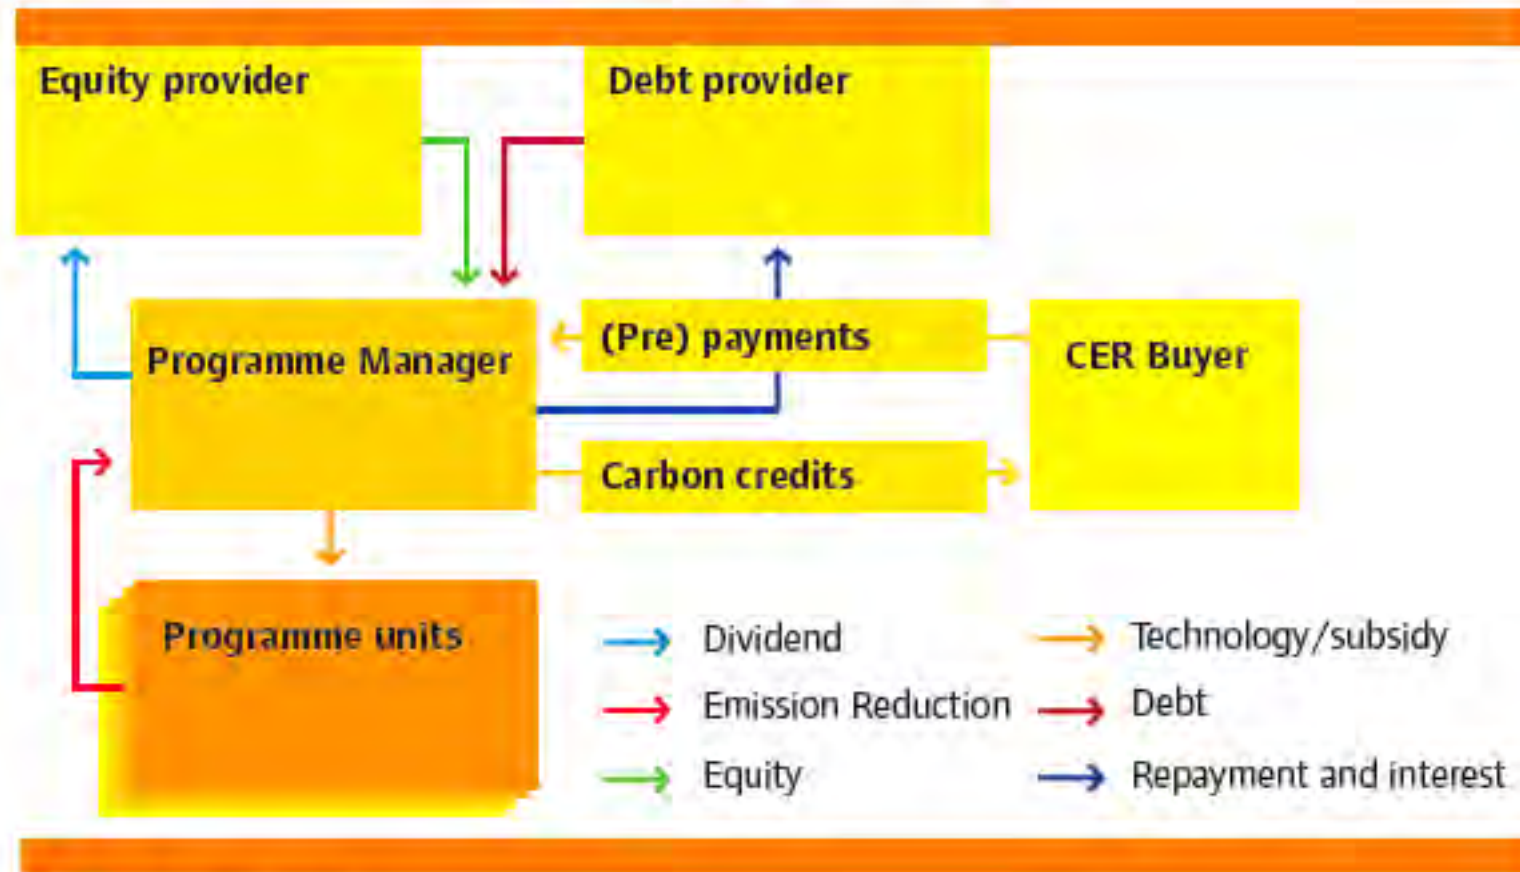 Equity provider
Debt provider
Programme Manager
(Pre) payments
CER Buyer
Carbon credits
Programme units
Dividend
Technology/subsidy
Emission Reduction
Debt
Equity
Repayment and interest